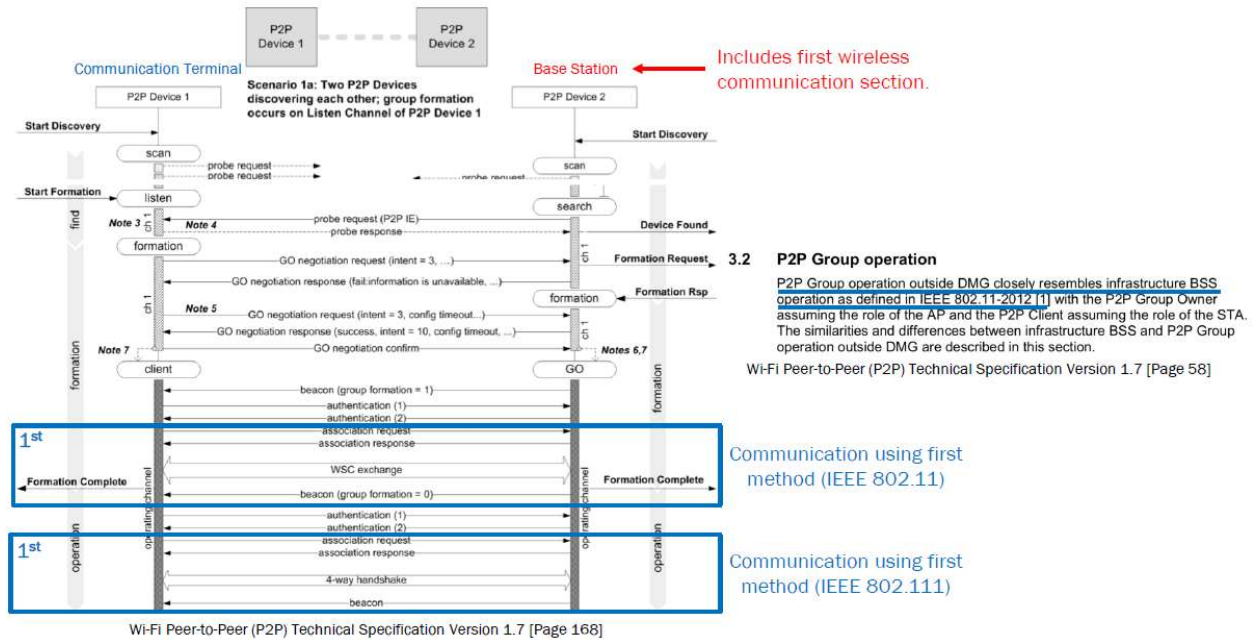 P2P
Device 1
P2P
Device 2
Communication Terminal
Base Station
Includes first wireless
communication section.
Scenario 1a: Two P2P Devices
discovering each other; group formation
occurs on Listen Channel of P2P Device 1
P2P Device 1
P2P Device 2
Start Discovery
Start Discovery
scan
scan
probe request
probe request
probe request
Start Formation
listen
search
find
Note 3
ch 1
Note 4
probe request (P2P IE)
probe response
Device Found
ch 1
formation
GO negotiation request (intent = 3, ...)
Formation Request
GO negotiation response (fail:information is unavailable, ...)
formation
Formation Rsp
ch 1
Note 5
GO negotiation request (intent = 3, config timeout...)
GO negotiation response (success, intent = 10, config timeout, ...)
ch 1
Note 7
GO negotiation confirm
Notes 6,7
client
GO
formation
formation
3.2 P2P Group operation
P2P Group operation outside DMG closely resembles infrastructure BSS
operation as defined in IEEE 802.11-2012 [1] with the P2P Group Owner
assuming the role of the AP and the P2P Client assuming the role of the STA.
The similarities and differences between infrastructure BSS and P2P Group
operation outside DMG are described in this section.
Wi-Fi Peer-to-Peer (P2P) Technical Specification Version 1.7 [Page 58]
beacon (group formation = 1)
authentication (1)
authentication (2)
1st
association request
association response
WSC exchange
Formation Complete
Formation Complete
beacon (group formation = 0)
Communication using first
method (IEEE 802.11)
operating channel
operating channel
authentication (1)
authentication (2)
1st
association request
association response
4-way handshake
beacon
operation
operation
Communication using first
method (IEEE 802.111)
Wi-Fi Peer-to-Peer (P2P) Technical Specification Version 1.7 [Page 168]